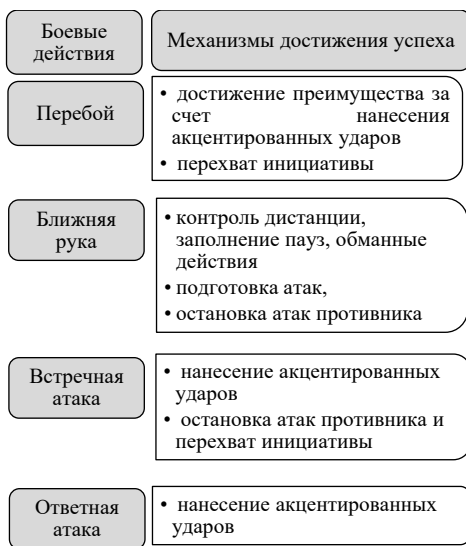 Боевые
действия
Механизмы достижения успеха
Перебой
• достижение преимущества за
счет нанесения
акцентированных ударов
• перехват инициативы
Ближняя
рука
• контроль дистанции,
заполнение пауз, обманные
действия
• подготовка атак,
• остановка атак противника
Встречная
атака
• нанесение акцентированных
ударов
• остановка атак противника и
перехват инициативы
Ответная
атака
• нанесение акцентированных
ударов